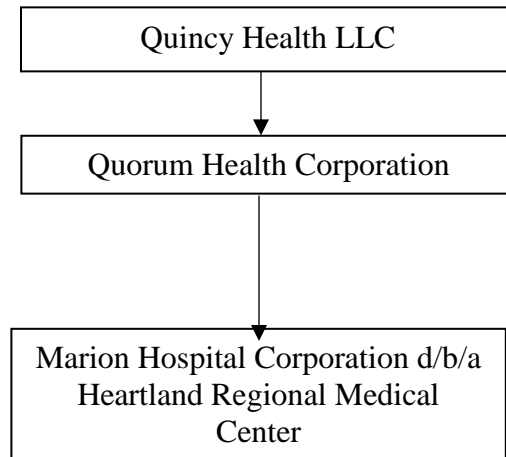 Quincy Health LLC
Quorum Health Corporation
Marion Hospital Corporation d/b/a
Heartland Regional Medical
Center